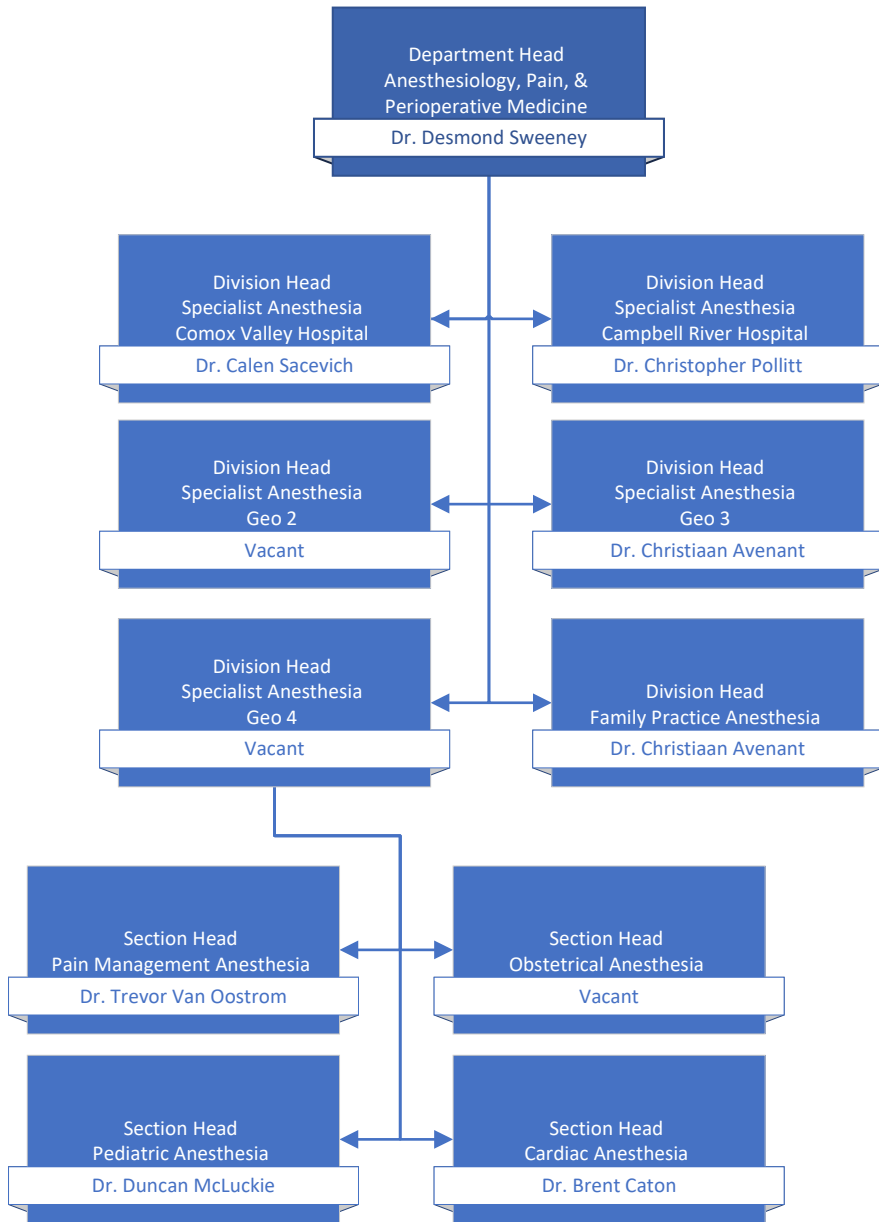 Department Head
Anesthesiology, Pain, &
Perioperative Medicine
Dr. Desmond Sweeney
Division Head
Specialist Anesthesia
Comox Valley Hospital
Dr. Calen Sacevich
Division Head
Specialist Anesthesia
Campbell River Hospital
Dr. Christopher Pollitt
Division Head
Specialist Anesthesia
Geo 2
Vacant
Division Head
Specialist Anesthesia
Geo 3
Dr. Christiaan Avenant
Division Head
Specialist Anesthesia
Geo 4
Vacant
Division Head
Family Practice Anesthesia
Dr. Christiaan Avenant
Section Head
Pain Management Anesthesia
Dr. Trevor Van Oostrom
Section Head
Obstetrical Anesthesia
Vacant
Section Head
Pediatric Anesthesia
Dr. Duncan McLuckie
Section Head
Cardiac Anesthesia
Dr. Brent Caton